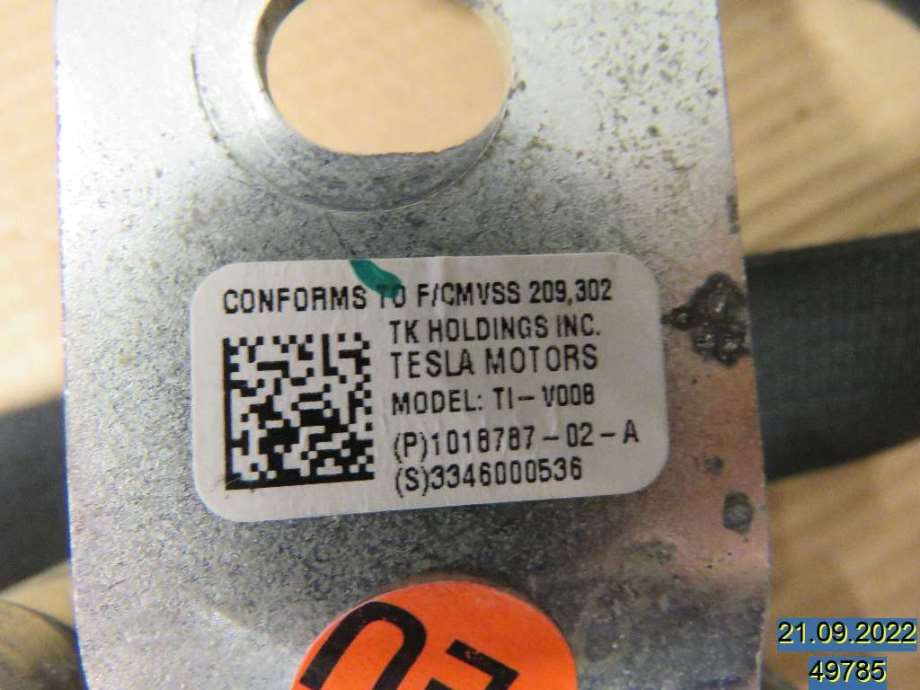 CONFORMS TO F/CMVSS 209,302
TK HOLDINGS INC.
TESLA MOTORS
MODEL: TI-V008
(P)1018787-02-A
(S)3346000536
21.09.2022
49785